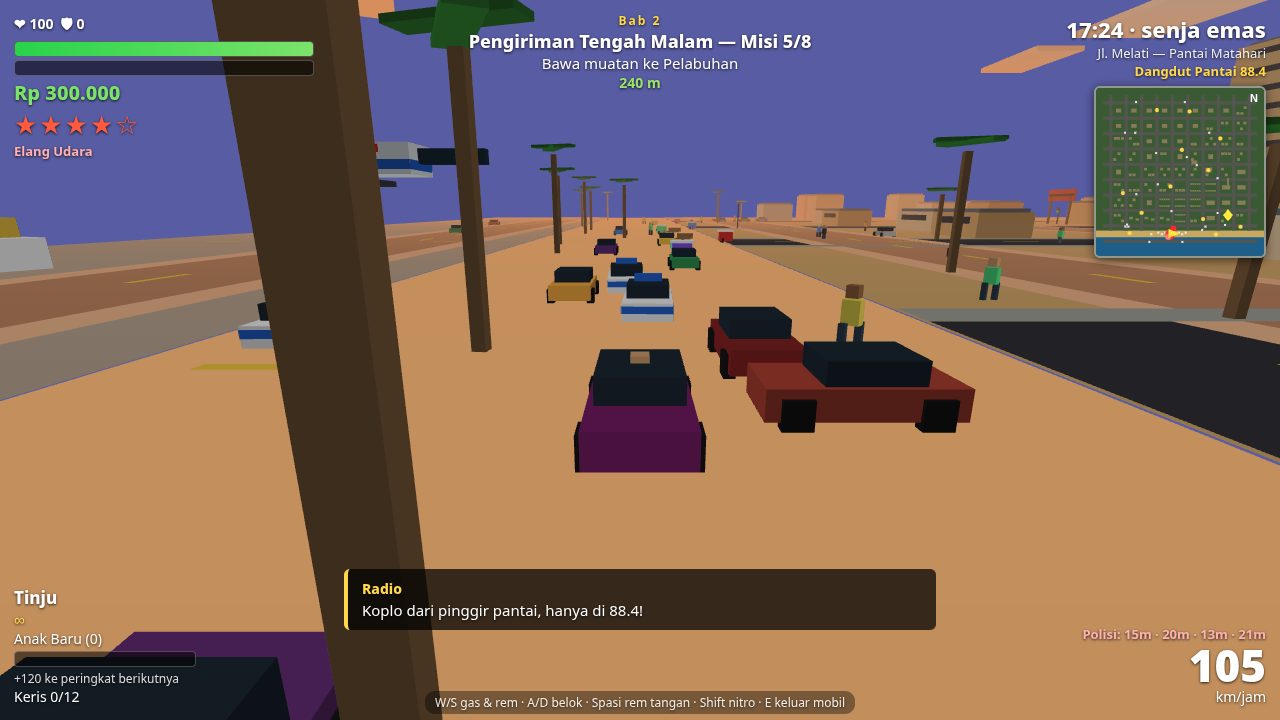 ❤ 100 🛡 0
Rp 300.000
★★★★☆
Elang Udara
Bab 2
Pengiriman Tengah Malam — Misi 5/8
Bawa muatan ke Pelabuhan
240 m
17:24 · senja emas
Jl. Melati — Pantai Matahari
Dangdut Pantai 88.4
N
Radio
Koplo dari pinggir pantai, hanya di 88.4!
Tinju
∞
Anak Baru (0)
+120 ke peringkat berikutnya
Keris 0/12
W/S gas & rem · A/D belok · Spasi rem tangan · Shift nitro · E keluar mobil
Polisi: 15m · 20m · 13m · 21m
105
km/jam